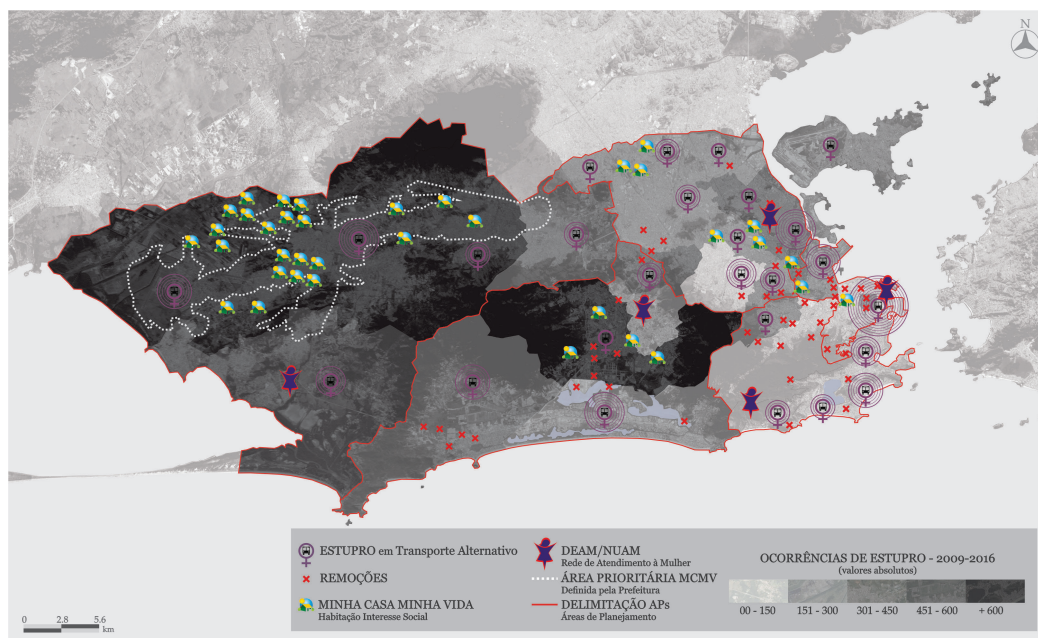 N
ESTUPRO em Transporte Alternativo
REMOÇÕES
MINHA CASA MINHA VIDA
Habitação Interesse Social
DEAM/NUAM
Rede de Atendimento à Mulher
ÁREA PRIORITÁRIA MCMV
Definida pela Prefeitura
DELIMITAÇÃO APs
Áreas de Planejamento
OCORRÊNCIAS DE ESTUPRO - 2009-2016
(valores absolutos)
00 - 150 151 - 300 301 - 450 451 - 600 + 600
0 2.8 5.6
km